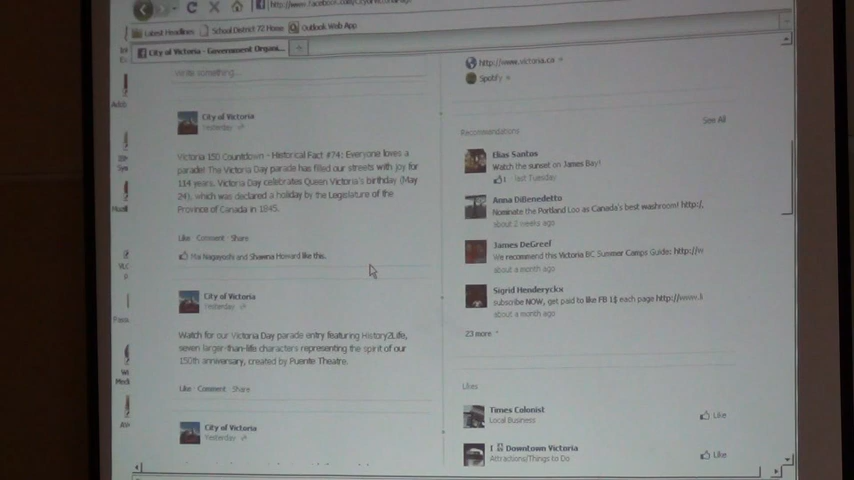 Latest Headlines School District 72 Home Outlook Web App
City of Victoria - Government Organi...
Write something...
City of Victoria
Yesterday
Victoria 150 Countdown - Historical Fact #74: Everyone loves a
parade! The Victoria Day parade has filled our streets with joy for
114 years. Victoria Day celebrates Queen Victoria's birthday (May
24), which was declared a holiday by the Legislature of the
Province of Canada in 1845.
Like · Comment · Share
Mai Nagayoshi and Shawna Howard like this.
City of Victoria
Yesterday
Watch for our Victoria Day parade entry featuring History2Life,
seven larger-than-life characters representing the spirit of our
150th anniversary, created by Puente Theatre.
Like · Comment · Share
City of Victoria
Yesterday
http://www.victoria.ca
Spotify
Recommendations
See All
Elias Santos
Watch the sunset on James Bay!
1 · last Tuesday
Anna DiBenedetto
Nominate the Portland Loo as Canada's best washroom! http:/,
about 2 weeks ago
James DeGreef
We recommend this Victoria BC Summer Camps Guide: http://w
about a month ago
Sigrid Henderyckx
subscribe NOW, get paid to like FB 1$ each page http://www.l
about a month ago
23 more
Likes
Times Colonist
Local Business
Like
I Downtown Victoria
Attractions/Things to Do
Like